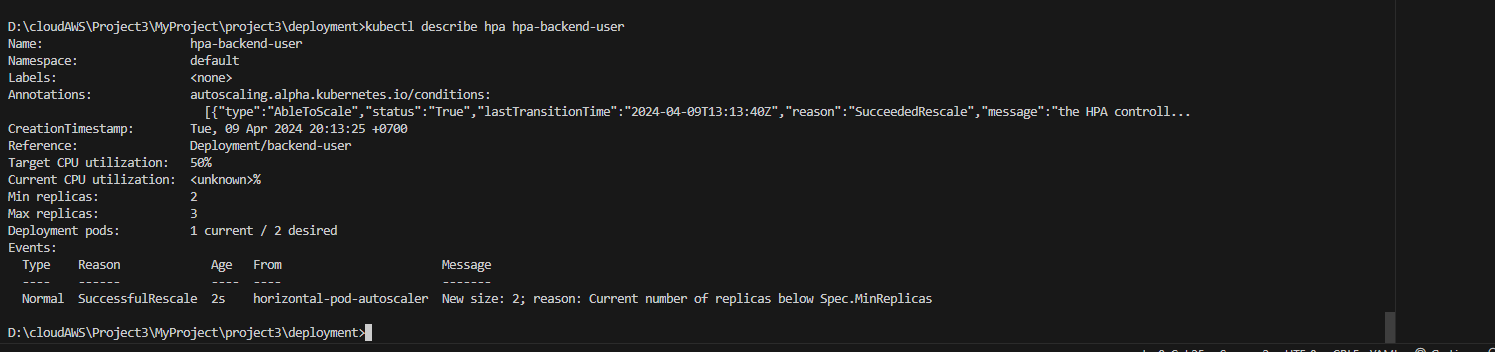 D:\cloudAWS\Project3\MyProject\project3\deployment>kubectl describe hpa hpa-backend-user
Name:                     hpa-backend-user
Namespace:                default
Labels:                   <none>
Annotations:              autoscaling.alpha.kubernetes.io/conditions:
                            [{"type":"AbleToScale","status":"True","lastTransitionTime":"2024-04-09T13:13:40Z","reason":"SucceededRescale","message":"the HPA controll...
CreationTimestamp:        Tue, 09 Apr 2024 20:13:25 +0700
Reference:                Deployment/backend-user
Target CPU utilization:   50%
Current CPU utilization:  <unknown>%
Min replicas:             2
Max replicas:             3
Deployment pods:          1 current / 2 desired
Events:
  Type    Reason             Age   From                       Message
  ----    ------             ----  ----                       -------
  Normal  SuccessfulRescale  2s    horizontal-pod-autoscaler  New size: 2; reason: Current number of replicas below Spec.MinReplicas
D:\cloudAWS\Project3\MyProject\project3\deployment>